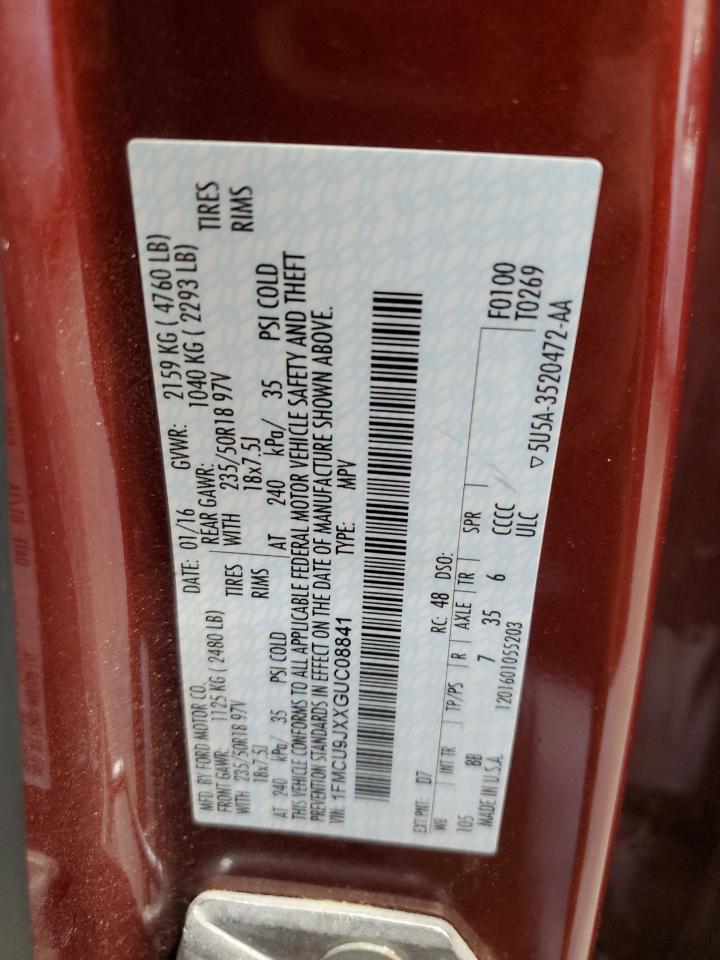 MFD. BY FORD MOTOR CO.
DATE: 01/16 GVWR: 2159 KG ( 4760 LB)
FRONT GAWR: 1125 KG ( 2480 LB) REAR GAWR: 1040 KG ( 2293 LB)
WITH 235/50R18 97V TIRES WITH 235/50R18 97V TIRES
18x7.5J RIMS 18x7.5J RIMS
AT 240 kPa/ 35 PSI COLD AT 240 kPa/ 35 PSI COLD
THIS VEHICLE CONFORMS TO ALL APPLICABLE FEDERAL MOTOR VEHICLE SAFETY AND THEFT
PREVENTION STANDARDS IN EFFECT ON THE DATE OF MANUFACTURE SHOWN ABOVE.
VIN: 1FMCU9JXXGUC08841 TYPE: MPV
EXT PNT: D7 RC: 48 DSO: F0100
WB INT TR TP/PS R AXLE TR SPR T0269
105 8B 7 35 6 CCCC
MADE IN U.S.A. 1201601055203 ULC
▽5U5A-3520472-AA